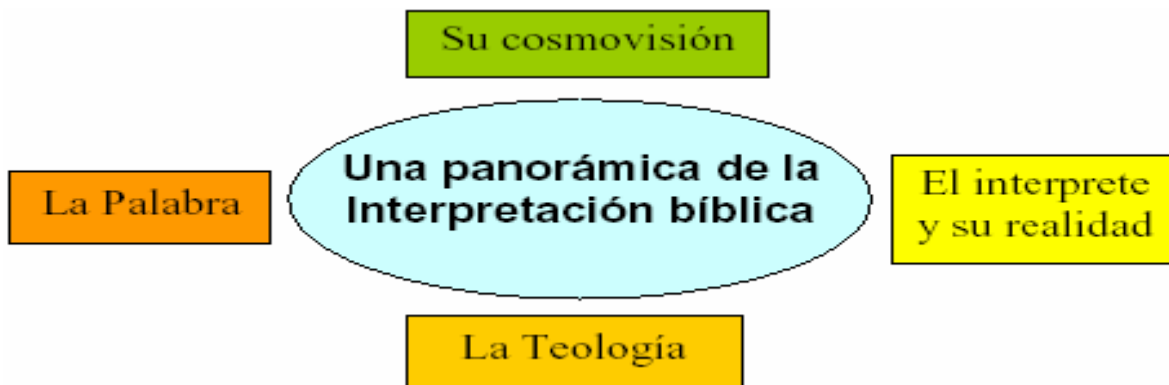 Su cosmovisión
Una panorámica de la
Interpretación bíblica
La Palabra
El interprete
y su realidad
La Teología